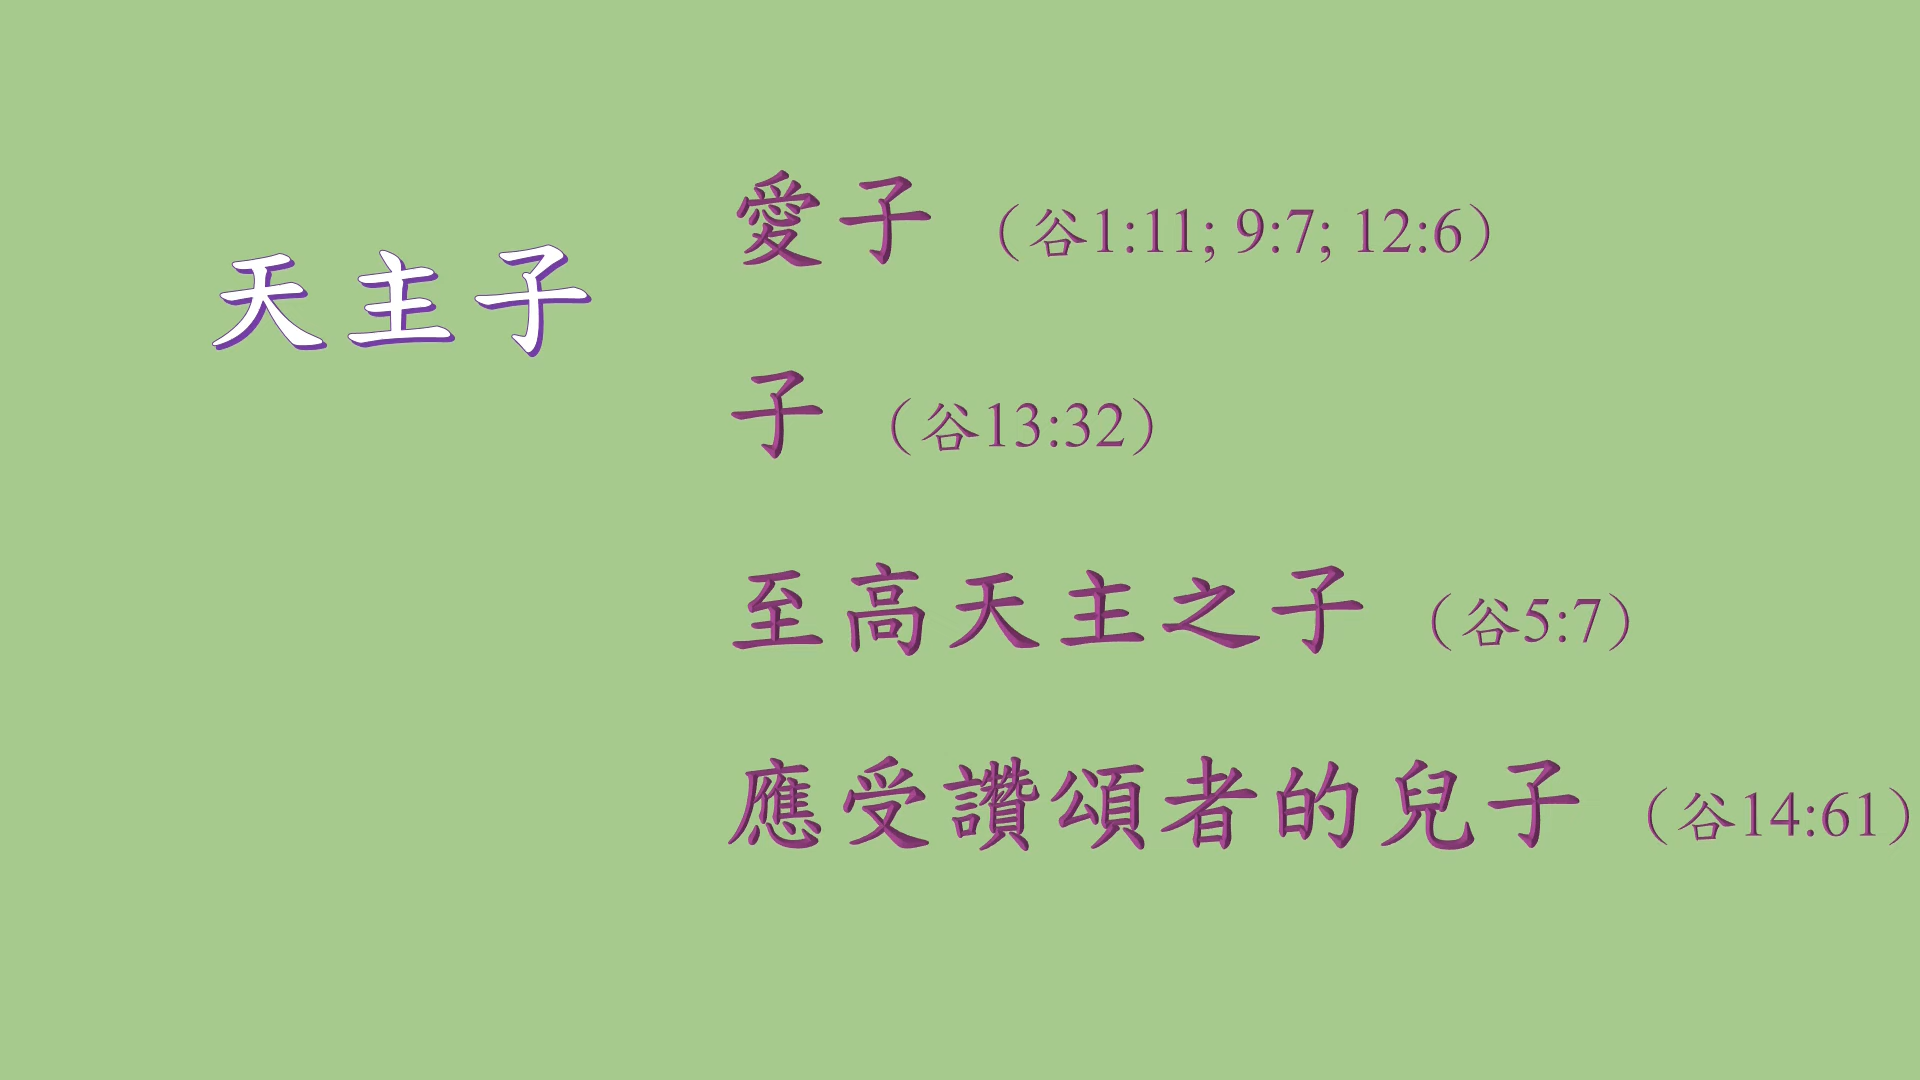 天主子
愛子（谷1:11; 9:7; 12:6）
子（谷13:32）
至高天主之子（谷5:7）
應受讚頌者的兒子（谷14:61）